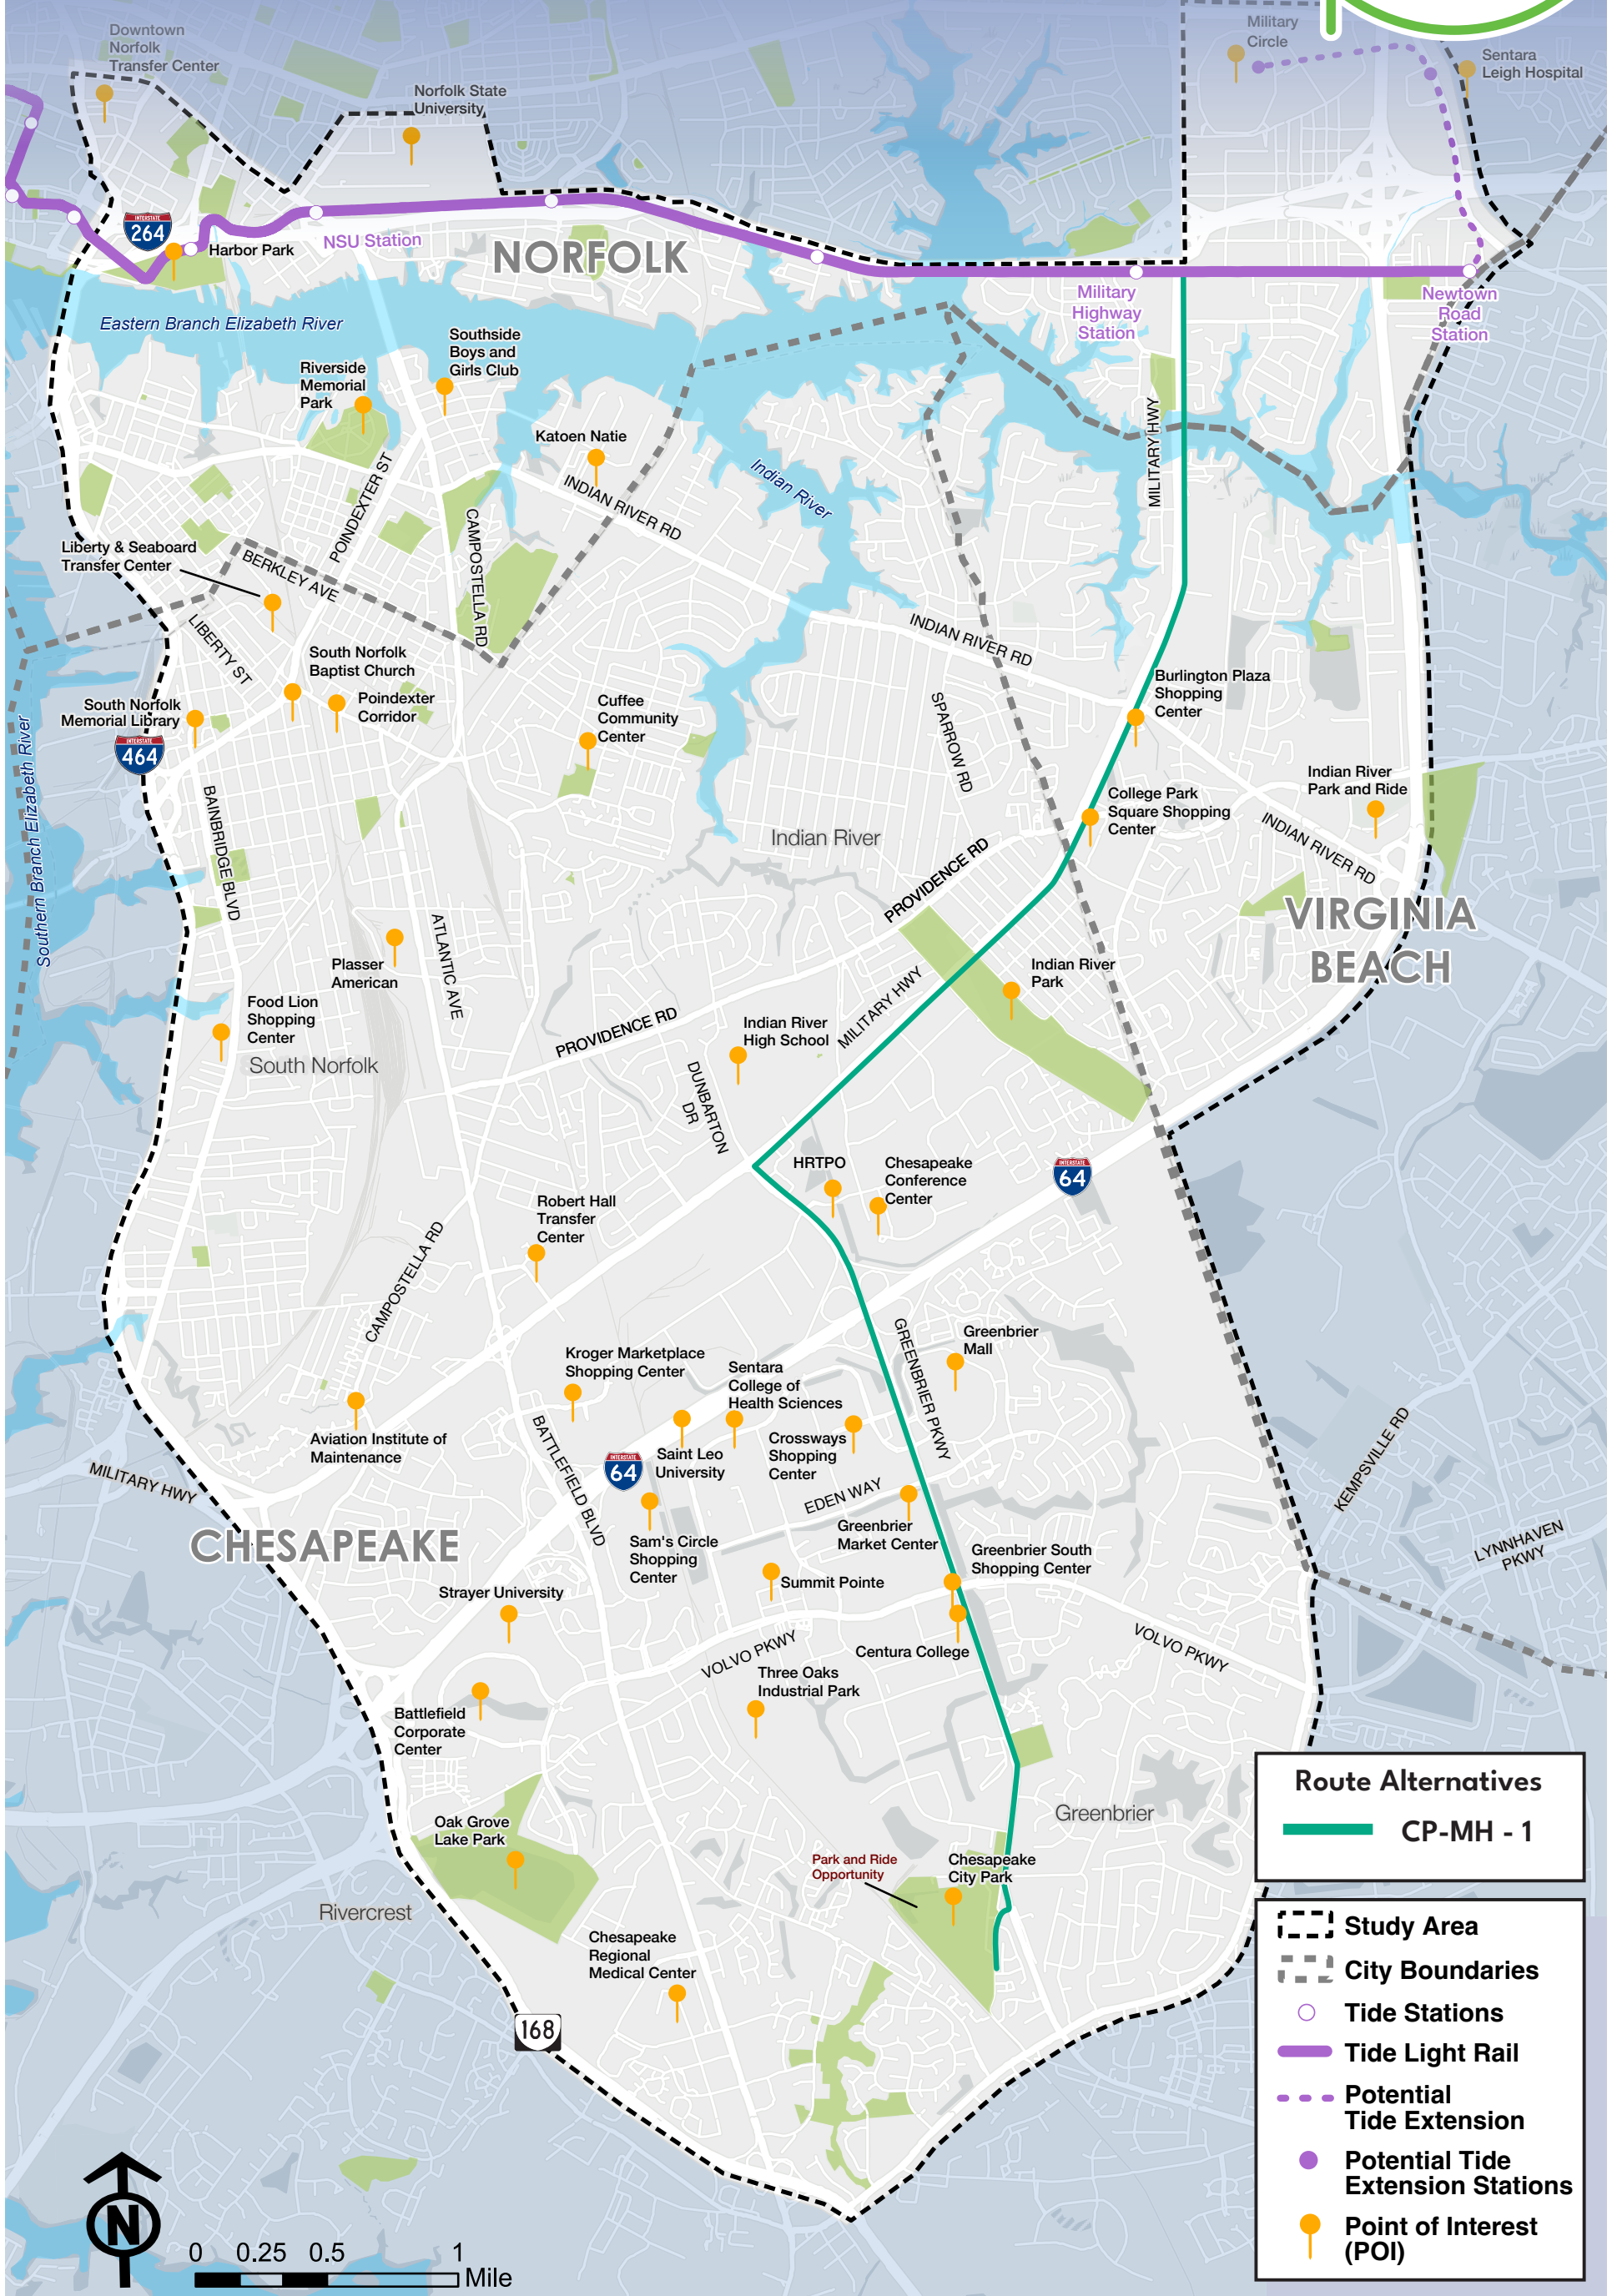 Downtown
Norfolk
Transfer Center
Military
Circle
Sentara
Leigh Hospital
Norfolk State
University
INTERSTATE
264
Harbor Park
NSU Station
NORFOLK
Military
Highway
Station
Newtown
Road
Station
Eastern Branch Elizabeth River
Southside
Boys and
Girls Club
Riverside
Memorial
Park
Katoen Natie
INDIAN RIVER RD
Indian River
MILITARY HWY
POINDEXTER ST
CAMPOSTELLA RD
Liberty & Seaboard
Transfer Center
BERKLEY AVE
LIBERTY ST
INDIAN RIVER RD
South Norfolk
Baptist Church
Poindexter
Corridor
South Norfolk
Memorial Library
INTERSTATE
464
Southern Branch Elizabeth River
Cuffee
Community
Center
SPARROW RD
Burlington Plaza
Shopping
Center
Indian River
Park and Ride
College Park
Square Shopping
Center
INDIAN RIVER RD
BAINBRIDGE BLVD
Indian River
PROVIDENCE RD
VIRGINIA
BEACH
ATLANTIC AVE
Plasser
American
Indian River
Park
MILITARY HWY
Food Lion
Shopping
Center
South Norfolk
PROVIDENCE RD
Indian River
High School
DUNBARTON
DR
HRTPO
Chesapeake
Conference
Center
INTERSTATE
64
Robert Hall
Transfer
Center
CAMPOSTELLA RD
GREENBRIER PKWY
Greenbrier
Mall
Kroger Marketplace
Shopping Center
Sentara
College of
Health Sciences
Aviation Institute of
Maintenance
BATTLEFIELD BLVD
INTERSTATE
64
Saint Leo
University
Crossways
Shopping
Center
MILITARY HWY
KEMPSVILLE RD
EDEN WAY
CHESAPEAKE
Sam's Circle
Shopping
Center
Greenbrier
Market Center
Greenbrier South
Shopping Center
LYNNHAVEN
PKWY
Strayer University
Summit Pointe
VOLVO PKWY
Centura College
VOLVO PKWY
Three Oaks
Industrial Park
Battlefield
Corporate
Center
Greenbrier
Oak Grove
Lake Park
Park and Ride
Opportunity
Chesapeake
City Park
Rivercrest
Chesapeake
Regional
Medical Center
168
Route Alternatives
CP-MH - 1
Study Area
City Boundaries
Tide Stations
Tide Light Rail
Potential
Tide Extension
Potential Tide
Extension Stations
Point of Interest
(POI)
N
0 0.25 0.5 1
Mile